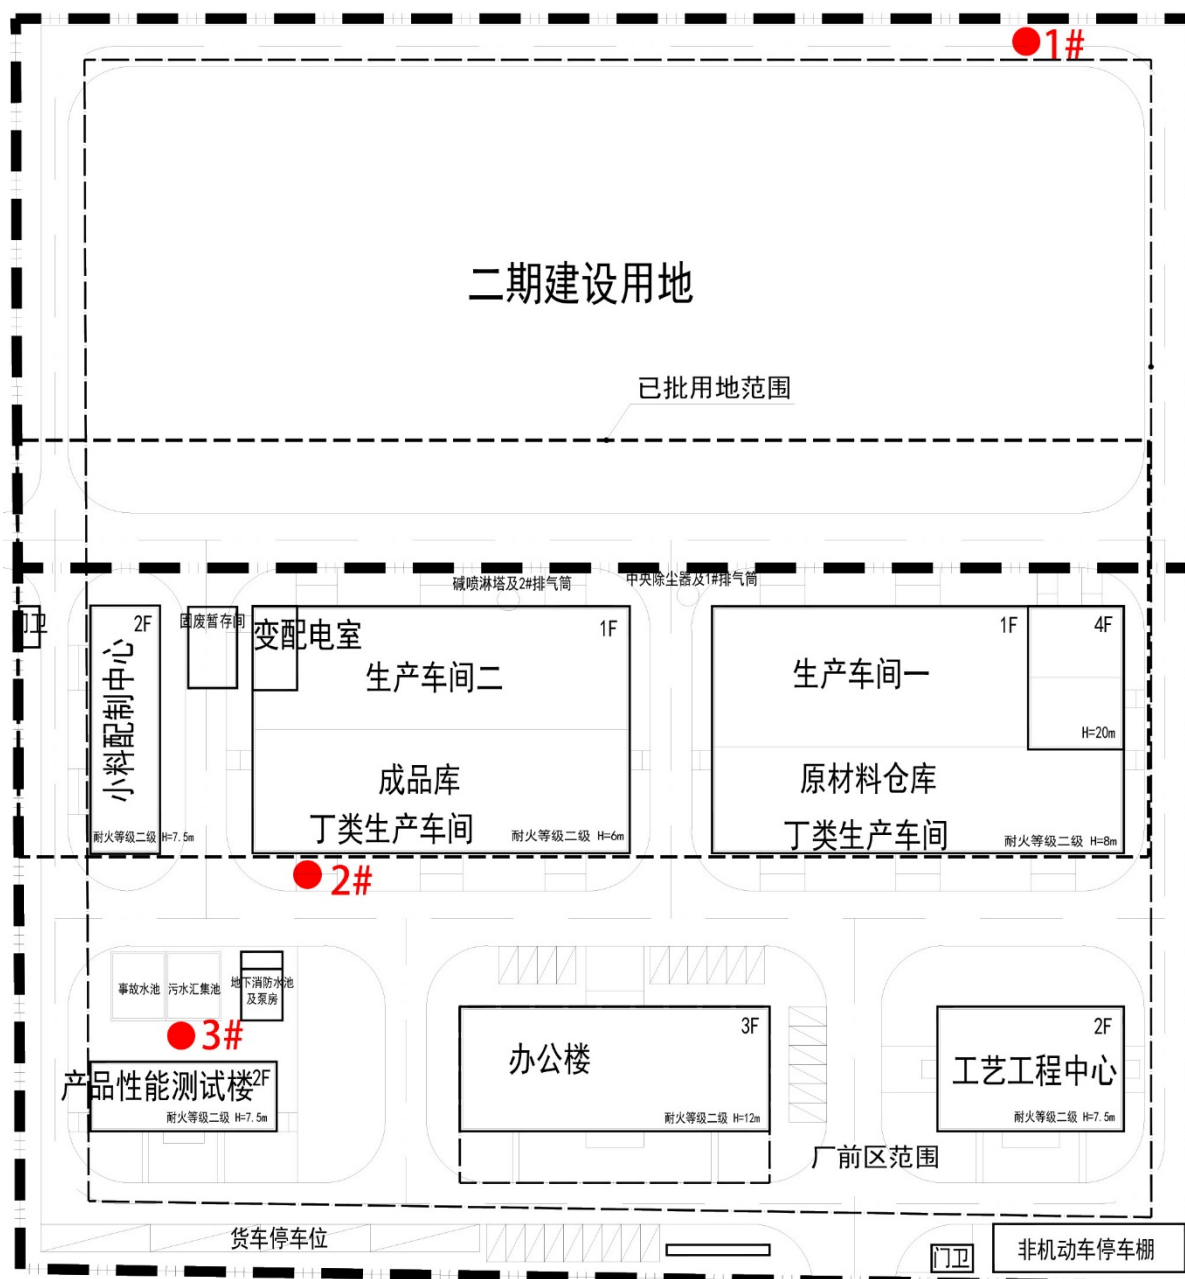 1#
二期建设用地
已批用地范围
碱喷淋塔及2#排气筒
中央除尘器及1#排气筒
门卫
2F
小料配制中心
耐火等级二级 H=7.5m
固废暂存间
变配电室
1F
生产车间二
成品库
丁类生产车间
耐火等级二级 H=6m
1F
4F
生产车间一
H=20m
原材料仓库
丁类生产车间
耐火等级二级 H=8m
2#
事故水池
污水汇集池
地下消防水池
及泵房
3#
产品性能测试楼
2F
耐火等级二级 H=7.5m
3F
办公楼
耐火等级二级 H=12m
2F
工艺工程中心
耐火等级二级 H=7.5m
厂前区范围
货车停车位
门卫
非机动车停车棚